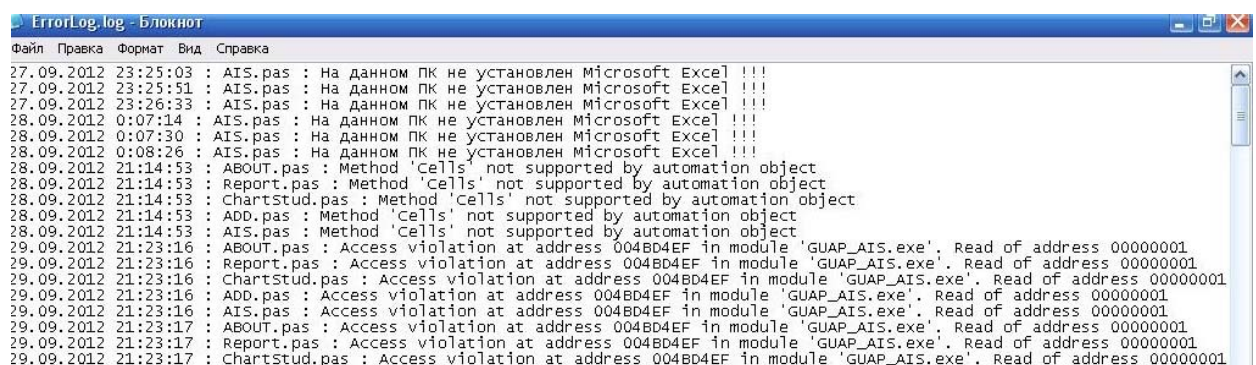 ErrorLog.log - Блокнот
Файл Правка Формат Вид Справка
27.09.2012 23:25:03 : AIS.pas : На данном ПК не установлен Microsoft Excel !!!
27.09.2012 23:25:51 : AIS.pas : На данном ПК не установлен Microsoft Excel !!!
27.09.2012 23:26:33 : AIS.pas : На данном ПК не установлен Microsoft Excel !!!
28.09.2012 0:07:14 : AIS.pas : На данном ПК не установлен Microsoft Excel !!!
28.09.2012 0:07:30 : AIS.pas : На данном ПК не установлен Microsoft Excel !!!
28.09.2012 0:08:26 : AIS.pas : На данном ПК не установлен Microsoft Excel !!!
28.09.2012 21:14:53 : ABOUT.pas : Method 'Cells' not supported by automation object
28.09.2012 21:14:53 : Report.pas : Method 'Cells' not supported by automation object
28.09.2012 21:14:53 : ChartStud.pas : Method 'Cells' not supported by automation object
28.09.2012 21:14:53 : ADD.pas : Method 'Cells' not supported by automation object
28.09.2012 21:14:53 : AIS.pas : Method 'Cells' not supported by automation object
29.09.2012 21:23:16 : ABOUT.pas : Access violation at address 004BD4EF in module 'GUAP_AIS.exe'. Read of address 00000001
29.09.2012 21:23:16 : Report.pas : Access violation at address 004BD4EF in module 'GUAP_AIS.exe'. Read of address 00000001
29.09.2012 21:23:16 : ChartStud.pas : Access violation at address 004BD4EF in module 'GUAP_AIS.exe'. Read of address 00000001
29.09.2012 21:23:16 : ADD.pas : Access violation at address 004BD4EF in module 'GUAP_AIS.exe'. Read of address 00000001
29.09.2012 21:23:16 : AIS.pas : Access violation at address 004BD4EF in module 'GUAP_AIS.exe'. Read of address 00000001
29.09.2012 21:23:17 : ABOUT.pas : Access violation at address 004BD4EF in module 'GUAP_AIS.exe'. Read of address 00000001
29.09.2012 21:23:17 : Report.pas : Access violation at address 004BD4EF in module 'GUAP_AIS.exe'. Read of address 00000001
29.09.2012 21:23:17 : ChartStud.pas : Access violation at address 004BD4EF in module 'GUAP_AIS.exe'. Read of address 00000001